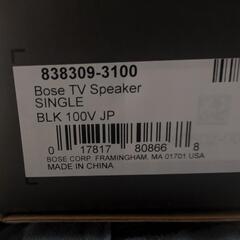 838309-3100
Bose TV Speaker
SINGLE
BLK 100V JP
0 17817 80866 8
BOSE CORP. FRAMINGHAM, MA 01701 USA
MADE IN CHINA